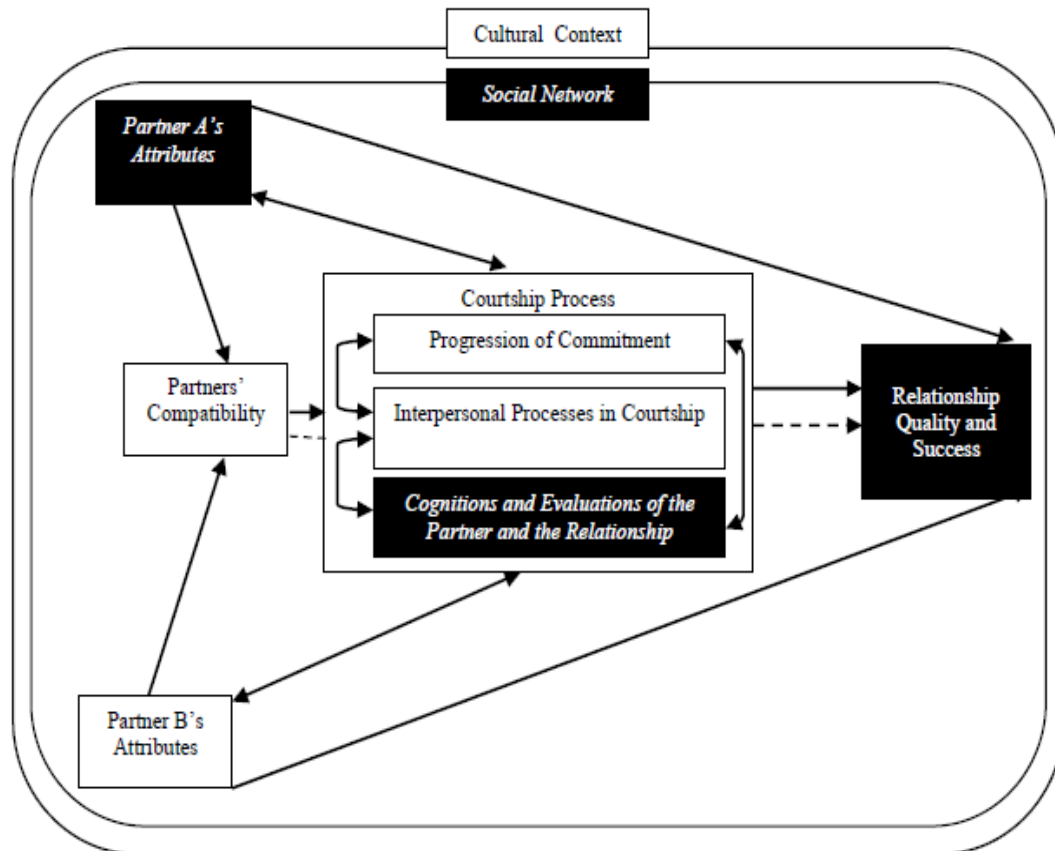 Cultural Context
Social Network
Partner A’s
Attributes
Courtship Process
Progression of Commitment
Partners’
Compatibility
Interpersonal Processes in Courtship
Relationship
Quality and
Success
Cognitions and Evaluations of the
Partner and the Relationship
Partner B’s
Attributes